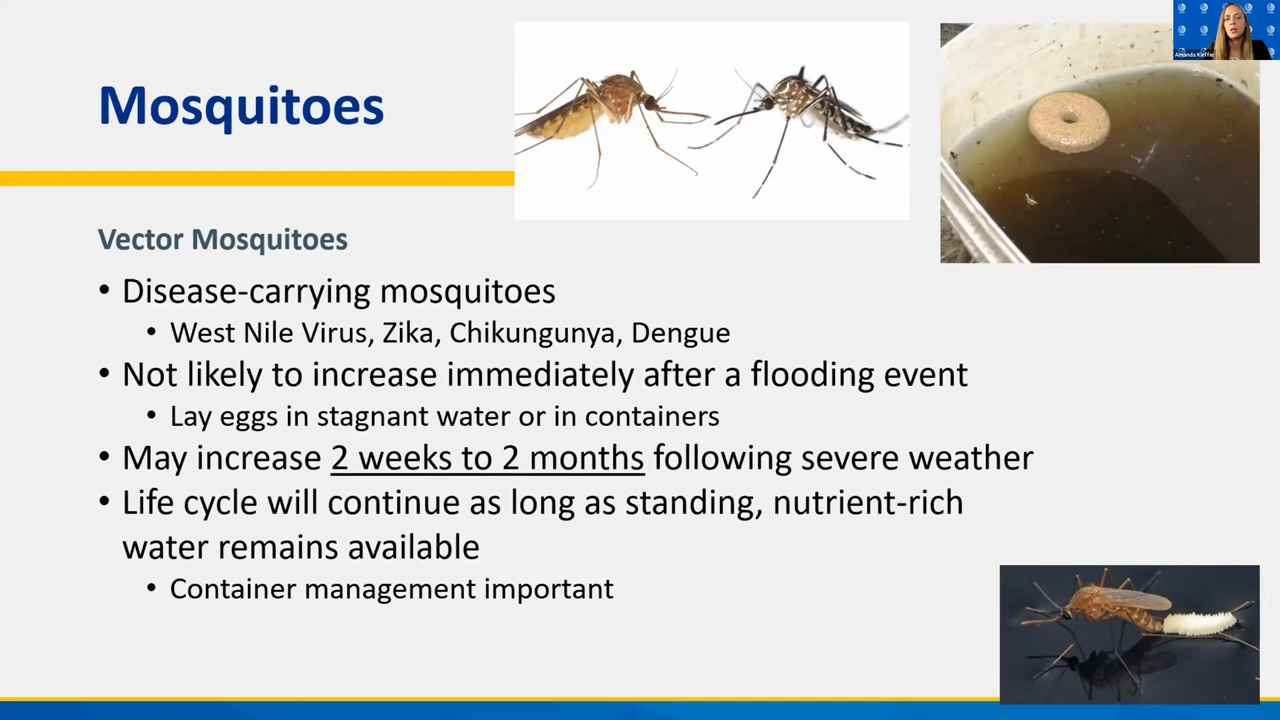 Mosquitoes
Amanda Kieffer
Vector Mosquitoes
• Disease-carrying mosquitoes
• West Nile Virus, Zika, Chikungunya, Dengue
• Not likely to increase immediately after a flooding event
• Lay eggs in stagnant water or in containers
• May increase 2 weeks to 2 months following severe weather
• Life cycle will continue as long as standing, nutrient-rich
water remains available
• Container management important